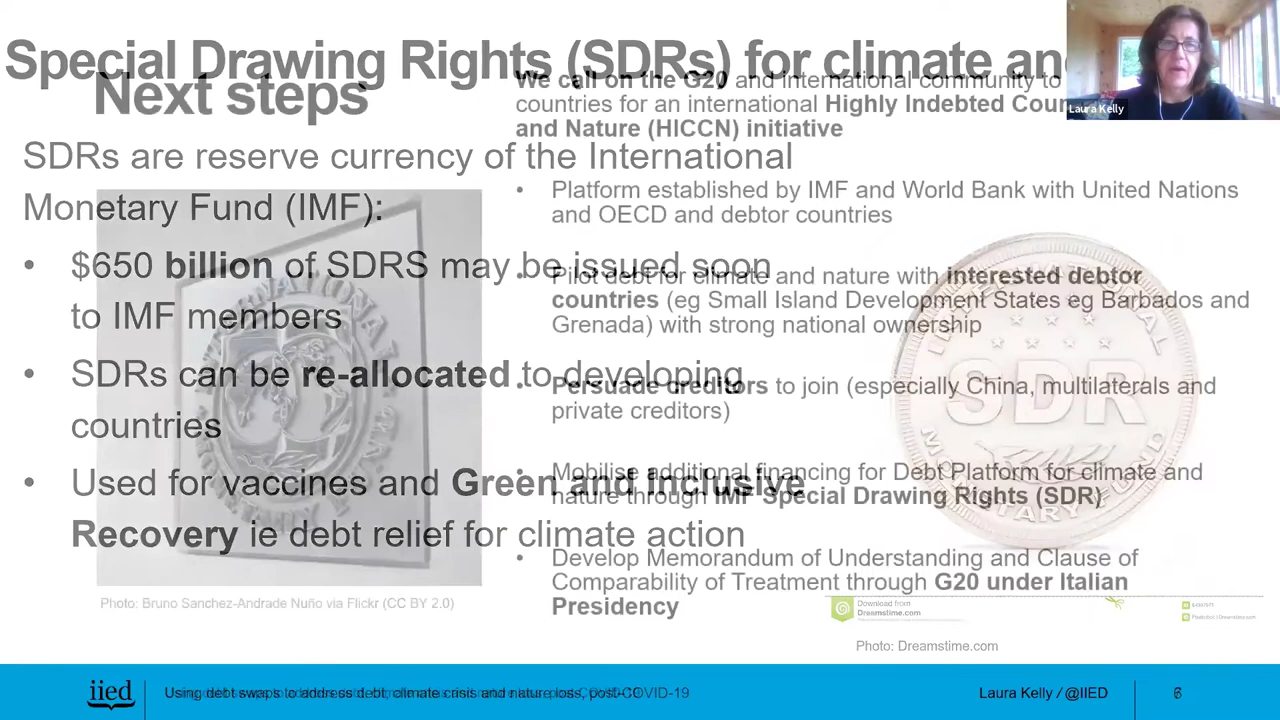 Special Drawing Rights (SDRs) for climate and
SDRs are reserve currency of the International
Monetary Fund (IMF):
• $650 billion of SDRS may be issued soon
to IMF members
• SDRs can be re-allocated to developing
countries
• Used for vaccines and Green and Inclusive
Recovery ie debt relief for climate action
Next steps
We call on the G20 and international community to
countries for an international Highly Indebted
and Nature (HICCN) initiative
• Platform established by IMF and World Bank with United Nations
and OECD and debtor countries
• Pilot debt for climate and nature with interested debtor
countries (eg Small Island Development States eg Barbados and
Grenada) with strong national ownership
• Persuade creditors to join (especially China, multilaterals and
private creditors)
• Mobilise additional financing for Debt Platform for climate and
nature through IMF Special Drawing Rights (SDR)
• Develop Memorandum of Understanding and Clause of
Comparability of Treatment through G20 under Italian
Presidency
INTERNATIONAL
MONETARY FUND
SDR
Photo: Bruno Sanchez-Andrade Nuño via Flickr (CC BY 2.0)
Download from
Dreamstime.com
Photo: Dreamstime.com
Laura Kelly
iied
Using debt swaps to address debt, climate crisis and nature loss, post-COVID-19
Laura Kelly / @IIED